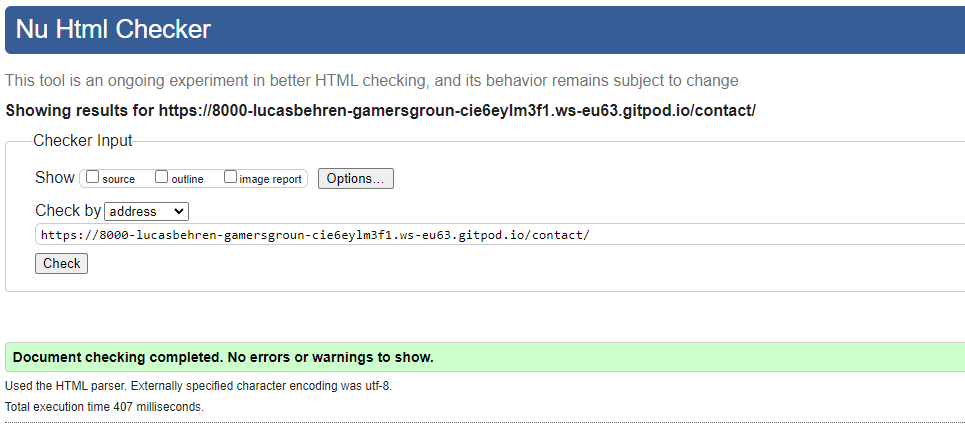 Nu Html Checker
This tool is an ongoing experiment in better HTML checking, and its behavior remains subject to change
Showing results for https://8000-lucasbehren-gamersgroun-cie6eylm3f1.ws-eu63.gitpod.io/contact/
Checker Input
Show source outline image report Options...
Check by address
https://8000-lucasbehren-gamersgroun-cie6eylm3f1.ws-eu63.gitpod.io/contact/
Check
Document checking completed. No errors or warnings to show.
Used the HTML parser. Externally specified character encoding was utf-8.
Total execution time 407 milliseconds.